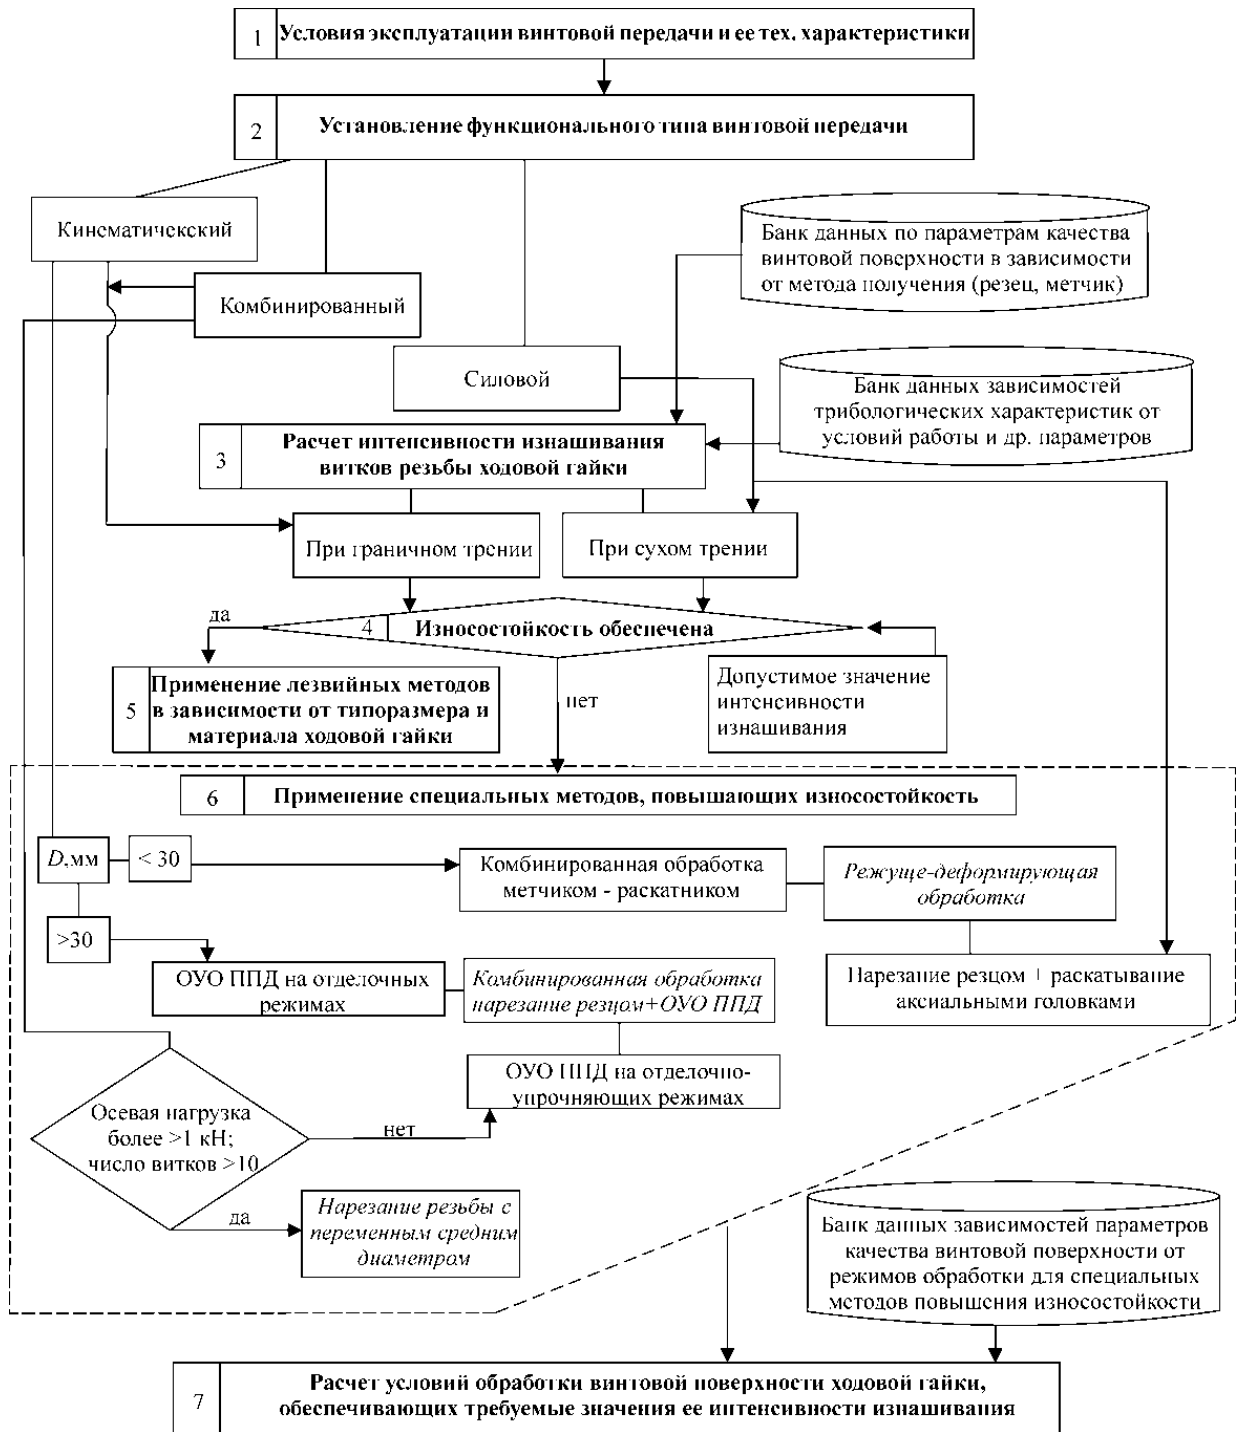 1 Условия эксплуатации винтовой передачи и ее тех. характеристики
2 Установление функционального типа винтовой передачи
Кинематичекский
Комбинированный
Силовой
Банк данных по параметрам качества
винтовой поверхности в зависимости
от метода получения (резец, метчик)
Банк данных зависимостей
трибологических характеристик от
условий работы и др. параметров
3 Расчет интенсивности изнашивания
витков резьбы ходовой гайки
При граничном трении
При сухом трении
да
4 Износостойкость обеспечена
5 Применение лезвийных методов
в зависимости от типоразмера и
материала ходовой гайки
нет
Допустимое значение
интенсивности
изнашивания
6 Применение специальных методов, повышающих износостойкость
D,мм
< 30
>30
Комбинированная обработка
метчиком - раскатником
Режуще-деформирующая
обработка
ОУО ППД на отделочных
режимах
Комбинированная обработка
нарезание резцом+ОУО ППД
Нарезание резцом + раскатывание
аксиальными головками
ОУО ППД на отделочно-
упрочняющих режимах
Осевая нагрузка
более >1 кН;
число витков >10
нет
да
Нарезание резьбы с
переменным средним
диаметром
Банк данных зависимостей параметров
качества винтовой поверхности от
режимов обработки для специальных
методов повышения износостойкости
7 Расчет условий обработки винтовой поверхности ходовой гайки,
обеспечивающих требуемые значения ее интенсивности изнашивания